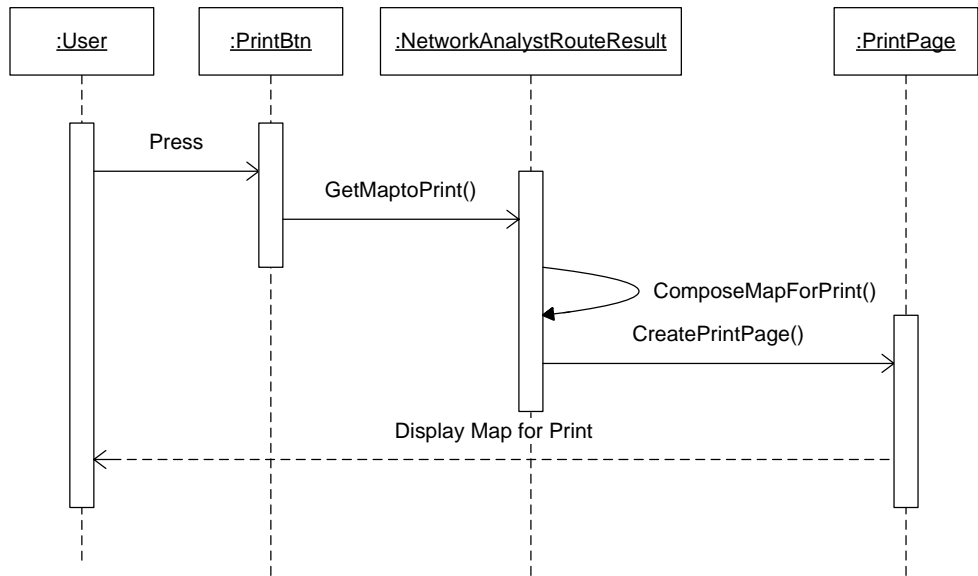 :User
:PrintBtn
:NetworkAnalystRouteResult
:PrintPage
Press
GetMaptoPrint()
ComposeMapForPrint()
CreatePrintPage()
Display Map for Print